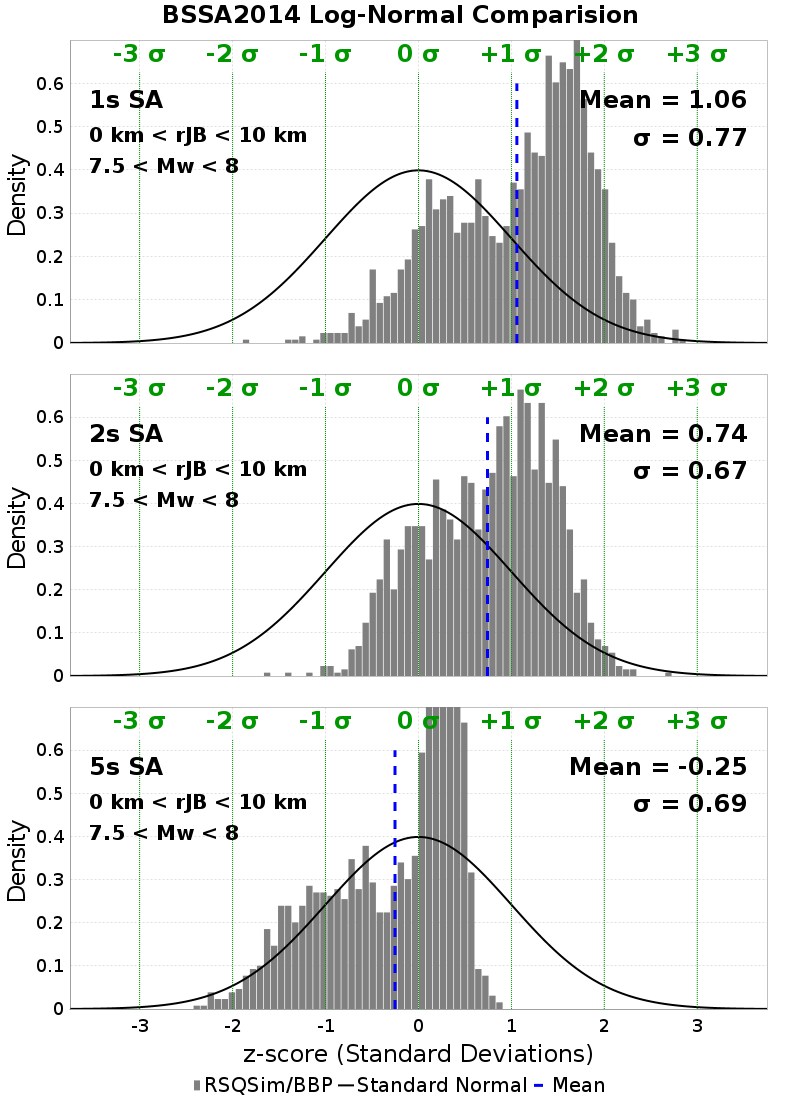 BSSA2014 Log-Normal Comparision
-3 σ -2 σ -1 σ 0 σ +1 σ +2 σ +3 σ
1s SA
0 km < rJB < 10 km
7.5 < Mw < 8
Mean = 1.06
σ = 0.77
Density
0.6
0.5
0.4
0.3
0.2
0.1
0
-3 σ -2 σ -1 σ 0 σ +1 σ +2 σ +3 σ
2s SA
0 km < rJB < 10 km
7.5 < Mw < 8
Mean = 0.74
σ = 0.67
Density
0.6
0.5
0.4
0.3
0.2
0.1
0
-3 σ -2 σ -1 σ 0 σ +1 σ +2 σ +3 σ
5s SA
0 km < rJB < 10 km
7.5 < Mw < 8
Mean = -0.25
σ = 0.69
Density
0.6
0.5
0.4
0.3
0.2
0.1
0
-3 -2 -1 0 1 2 3
z-score (Standard Deviations)
RSQSim/BBP Standard Normal Mean